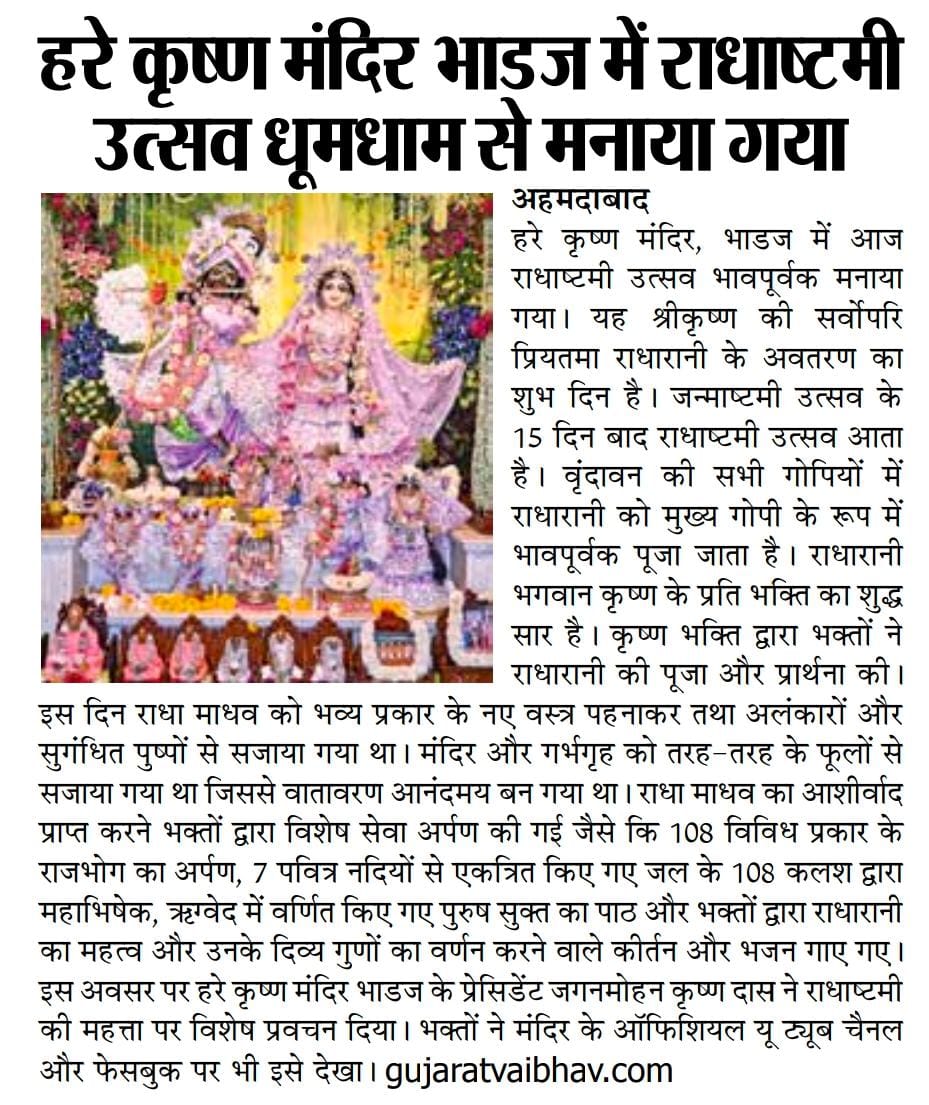 हरे कृष्ण मंदिर भाडज में राधाष्टमी
उत्सव धूमधाम से मनाया गया
अहमदाबाद
हरे कृष्ण मंदिर, भाडज में आज
राधाष्टमी उत्सव भावपूर्वक मनाया
गया। यह श्रीकृष्ण की सर्वोपरि
प्रियतमा राधारानी के अवतरण का
शुभ दिन है। जन्माष्टमी उत्सव के
15 दिन बाद राधाष्टमी उत्सव आता
है। वृंदावन की सभी गोपियों में
राधारानी को मुख्य गोपी के रूप में
भावपूर्वक पूजा जाता है। राधारानी
भगवान कृष्ण के प्रति भक्ति का शुद्ध
सार है। कृष्ण भक्ति द्वारा भक्तों ने
राधारानी की पूजा और प्रार्थना की।
इस दिन राधा माधव को भव्य प्रकार के नए वस्त्र पहनाकर तथा अलंकारों और
सुगंधित पुष्पों से सजाया गया था। मंदिर और गर्भगृह को तरह-तरह के फूलों से
सजाया गया था जिससे वातावरण आनंदमय बन गया था। राधा माधव का आशीर्वाद
प्राप्त करने भक्तों द्वारा विशेष सेवा अर्पण की गई जैसे कि 108 विविध प्रकार के
राजभोग का अर्पण, 7 पवित्र नदियों से एकत्रित किए गए जल के 108 कलश द्वारा
महाभिषेक, ऋग्वेद में वर्णित किए गए पुरुष सुक्त का पाठ और भक्तों द्वारा राधारानी
का महत्व और उनके दिव्य गुणों का वर्णन करने वाले कीर्तन और भजन गाए गए।
इस अवसर पर हरे कृष्ण मंदिर भाडज के प्रेसिडेंट जगनमोहन कृष्ण दास ने राधाष्टमी
की महत्ता पर विशेष प्रवचन दिया। भक्तों ने मंदिर के ऑफिशियल यू ट्यूब चैनल
और फेसबुक पर भी इसे देखा। gujaratvaibhav.com